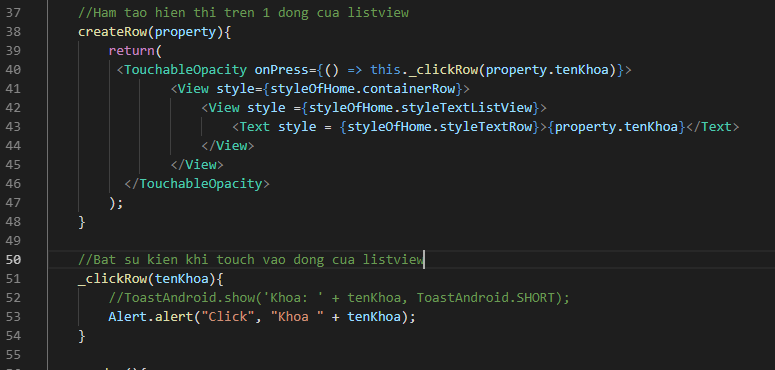 37 //Ham tao hien thi tren 1 dong cua listview
38 createRow(property){
39 return(
40 <TouchableOpacity onPress={() => this._clickRow(property.tenKhoa)}>
41 <View style={styleOfHome.containerRow}>
42 <View style ={styleOfHome.styleTextListView}>
43 <Text style = {styleOfHome.styleTextRow}>{property.tenKhoa}</Text>
44 </View>
45 </View>
46 </TouchableOpacity>
47 );
48 }
49
50 //Bat su kien khi touch vao dong cua listview
51 _clickRow(tenKhoa){
52 //ToastAndroid.show('Khoa: ' + tenKhoa, ToastAndroid.SHORT);
53 Alert.alert("Click", "Khoa " + tenKhoa);
54 }
55